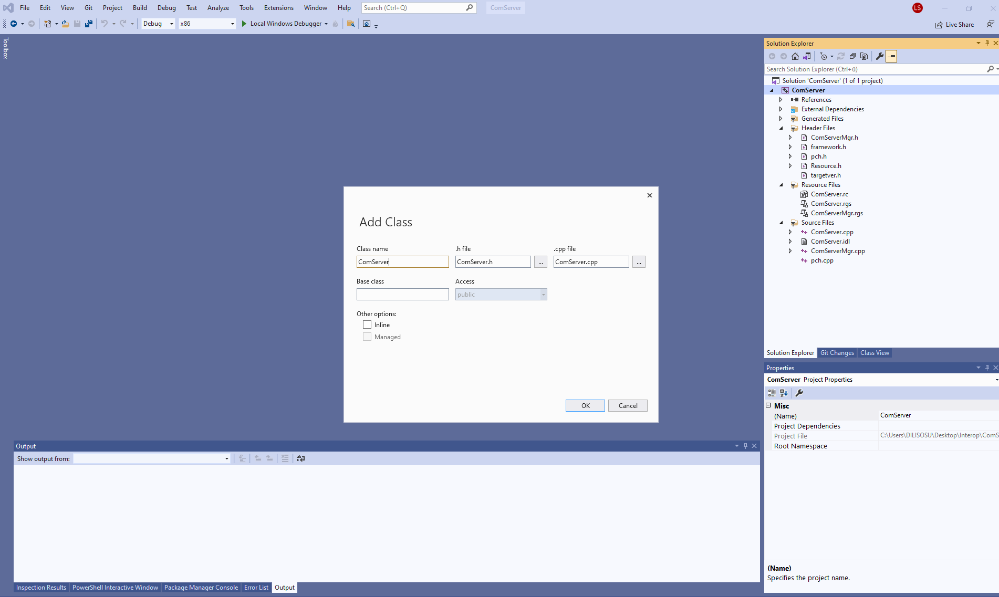 File Edit View Git Project Build Debug Test Analyze Tools Extensions Window Help Search (Ctrl+Q) ComServer LS
Debug x86 Local Windows Debugger Live Share
Toolbox
Solution Explorer
Search Solution Explorer (Ctrl+ü)
Solution 'ComServer' (1 of 1 project)
ComServer
References
External Dependencies
Generated Files
Header Files
ComServerMgr.h
framework.h
pch.h
Resource.h
targetver.h
Resource Files
ComServer.rc
ComServer.rgs
ComServerMgr.rgs
Source Files
ComServer.cpp
ComServer.idl
ComServerMgr.cpp
pch.cpp
Solution Explorer Git Changes Class View
Add Class
Class name .h file .cpp file
ComServer ComServer.h ... ComServer.cpp ...
Base class Access
public
Other options:
Inline
Managed
OK Cancel
Properties
ComServer Project Properties
Misc
(Name) ComServer
Project Dependencies
Project File C:\Users\DILISOSU\Desktop\Interop\ComS
Root Namespace
(Name)
Specifies the project name.
Output
Show output from:
Inspection Results PowerShell Interactive Window Package Manager Console Error List Output